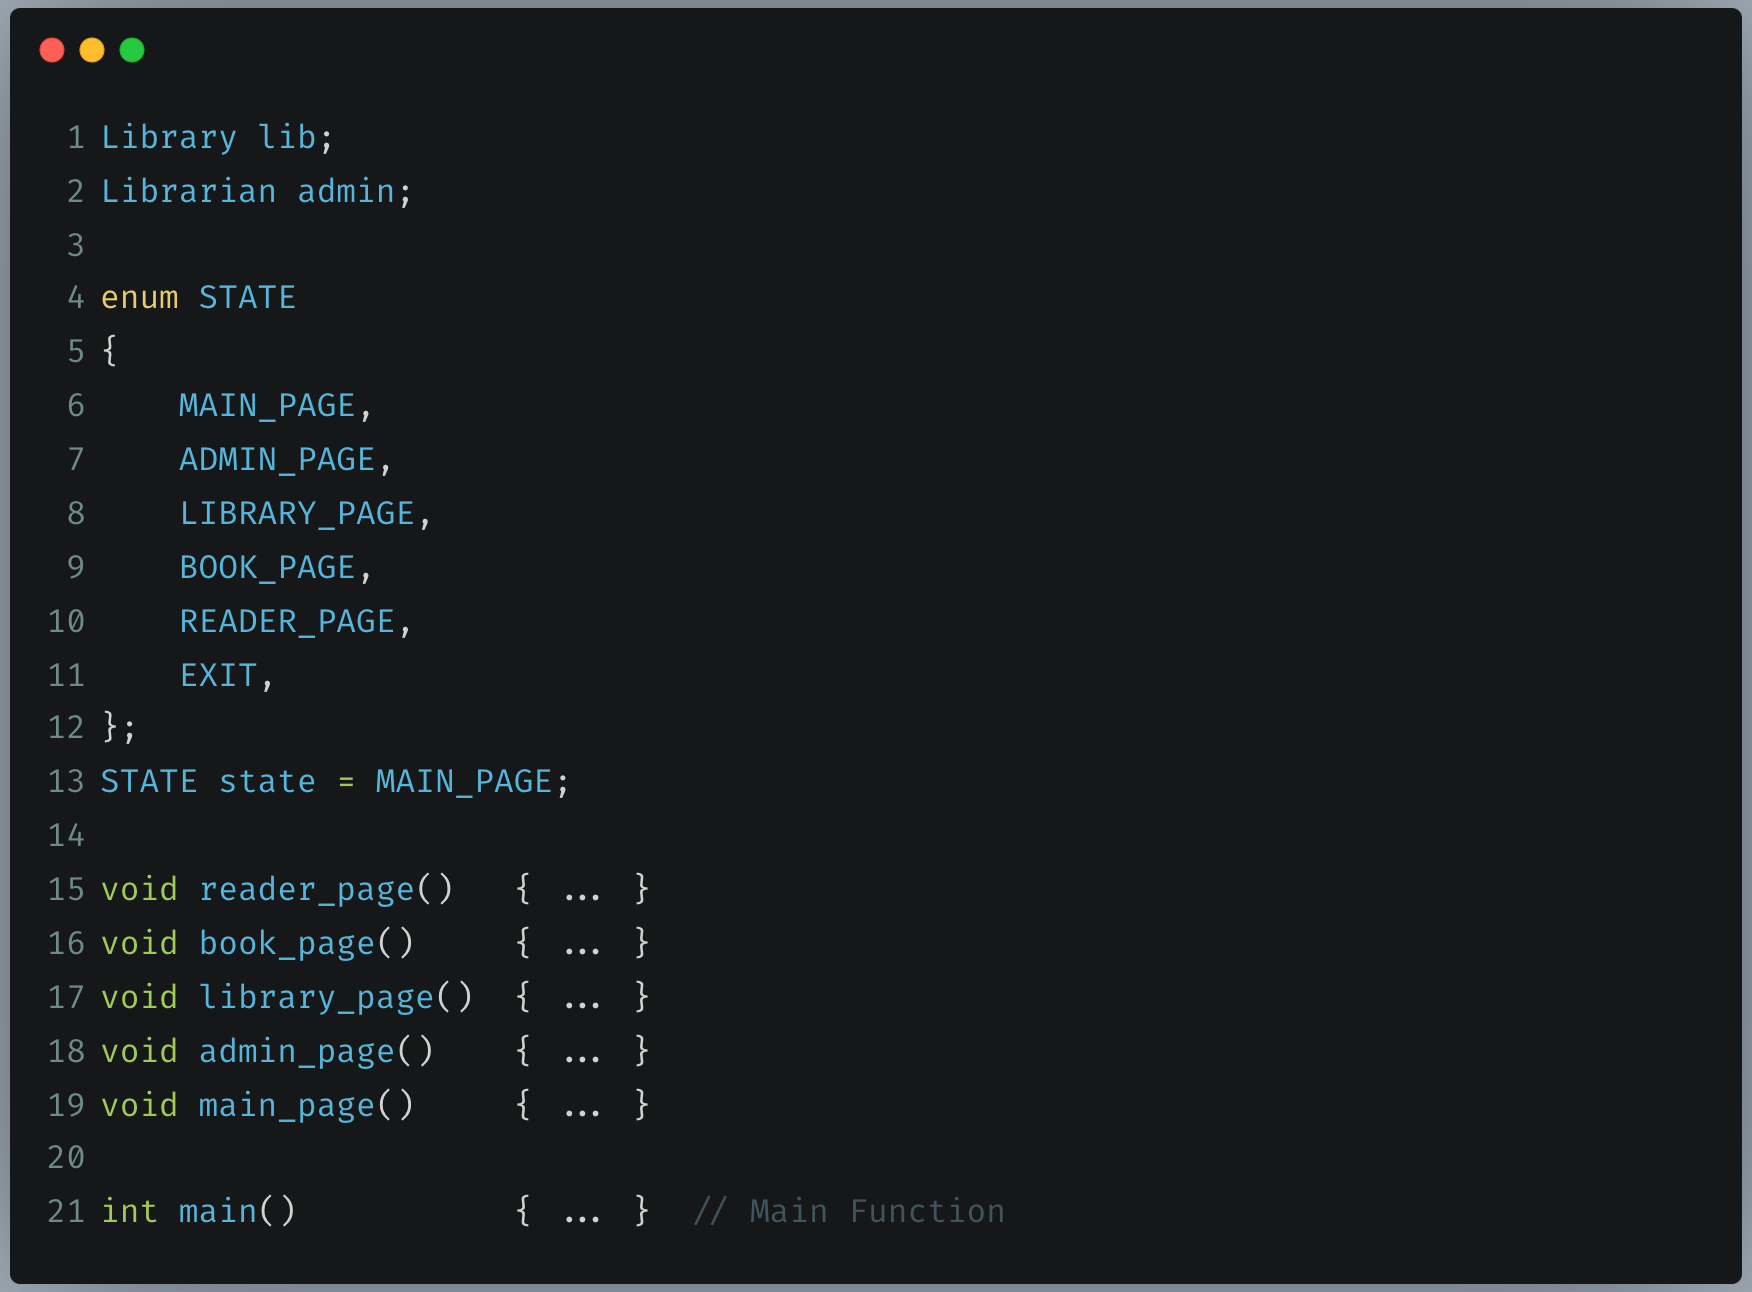 1 Library lib;
2 Librarian admin;
3
4 enum STATE
5 {
6     MAIN_PAGE,
7     ADMIN_PAGE,
8     LIBRARY_PAGE,
9     BOOK_PAGE,
10     READER_PAGE,
11     EXIT,
12 };
13 STATE state = MAIN_PAGE;
14
15 void reader_page()   { ... }
16 void book_page()     { ... }
17 void library_page()  { ... }
18 void admin_page()    { ... }
19 void main_page()     { ... }
20
21 int main()           { ... }  // Main Function